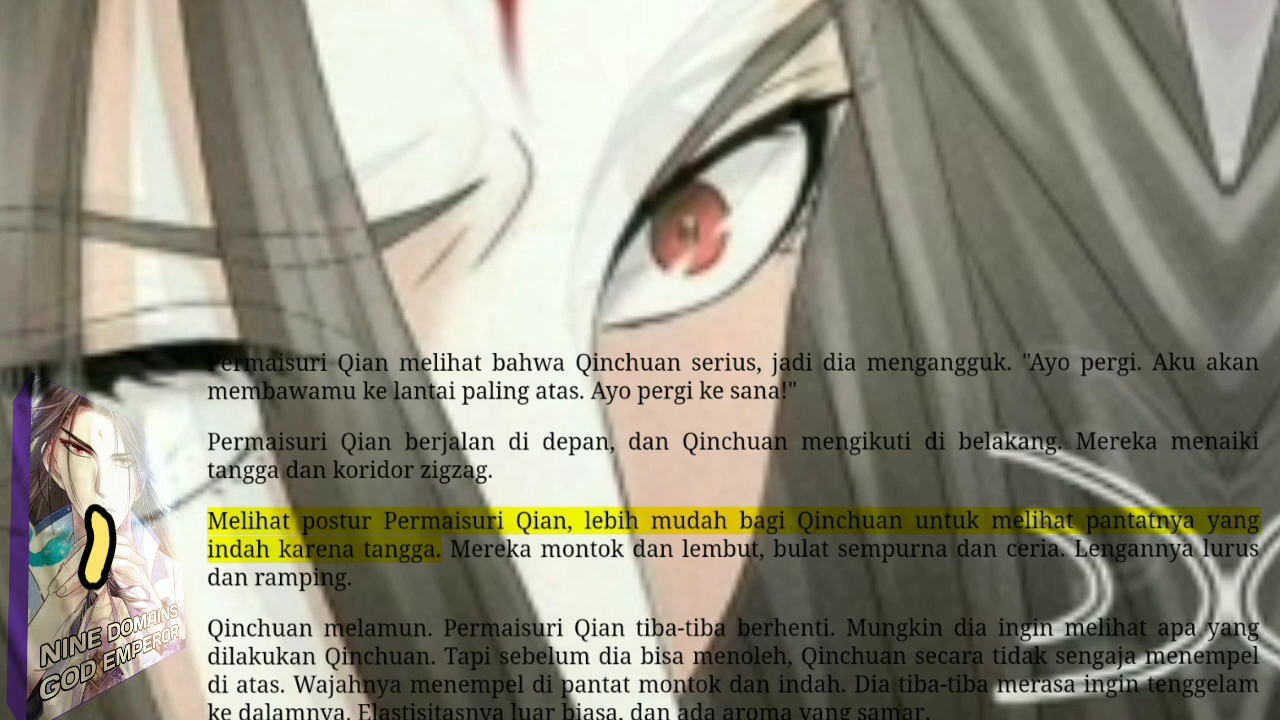 Permaisuri Qian melihat bahwa Qinchuan serius, jadi dia mengangguk. "Ayo pergi. Aku akan
membawamu ke lantai paling atas. Ayo pergi ke sana!"
Permaisuri Qian berjalan di depan, dan Qinchuan mengikuti di belakang. Mereka menaiki
tangga dan koridor zigzag.
Melihat postur Permaisuri Qian, lebih mudah bagi Qinchuan untuk melihat pantatnya yang
indah karena tangga. Mereka montok dan lembut, bulat sempurna dan ceria. Lengannya lurus
dan ramping.
Qinchuan melamun. Permaisuri Qian tiba-tiba berhenti. Mungkin dia ingin melihat apa yang
dilakukan Qinchuan. Tapi sebelum dia bisa menoleh, Qinchuan secara tidak sengaja menempel
di atas. Wajahnya menempel di pantat montok dan indah. Dia tiba-tiba merasa ingin tenggelam
ke dalamnya. Elastisitasnya luar biasa, dan ada aroma yang samar.
NINE DOMAINS
GOD EMPEROR